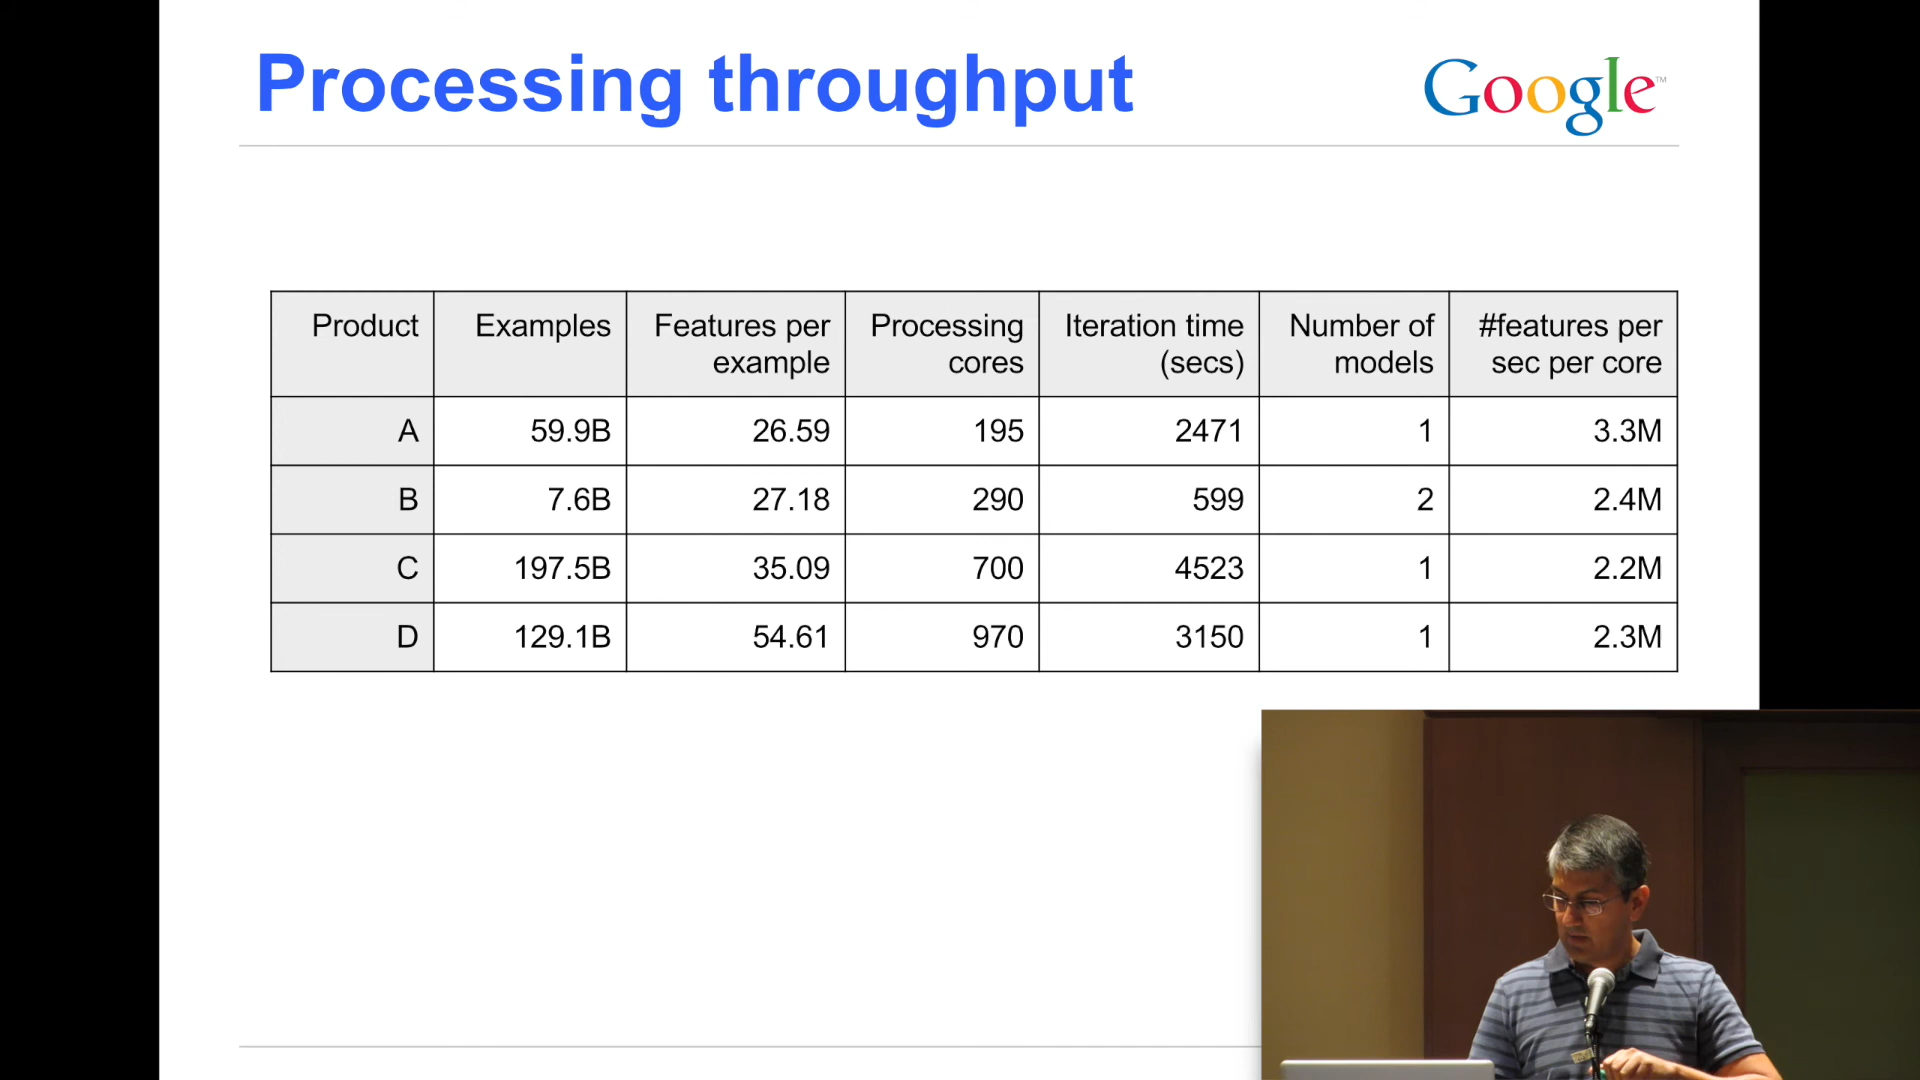 Processing throughput
Google™
Product Examples Features per example Processing cores Iteration time (secs) Number of models #features per sec per core
A 59.9B 26.59 195 2471 1 3.3M
B 7.6B 27.18 290 599 2 2.4M
C 197.5B 35.09 700 4523 1 2.2M
D 129.1B 54.61 970 3150 1 2.3M